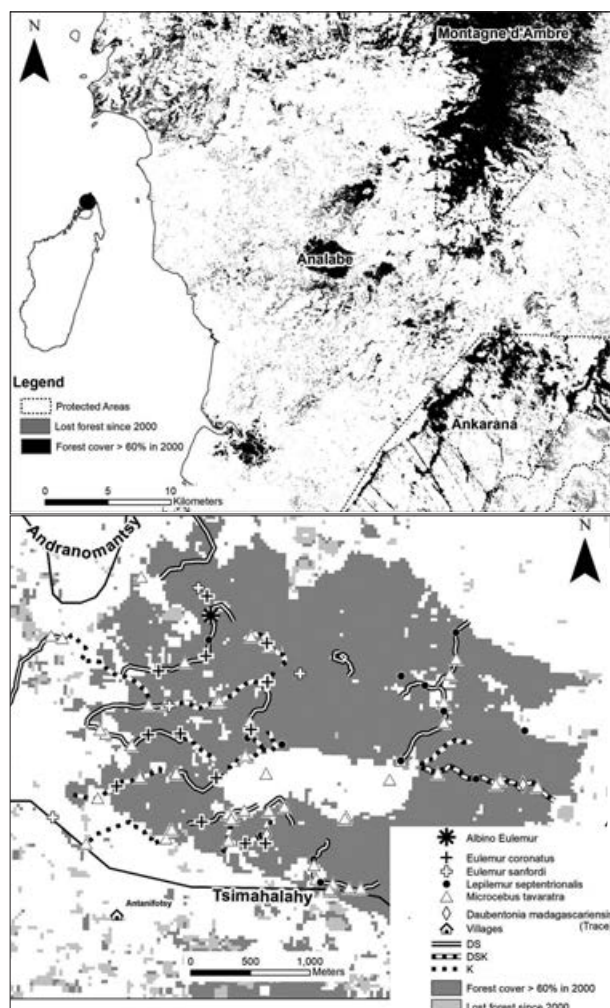 N
Montagne d'Ambre
Analabe
Ankarana
Legend
Protected Areas
Lost forest since 2000
Forest cover > 60% in 2000
0 5 10
Kilometers
N
Andranomantsy
Tsimahalahy
Antanifotsy
0 500 1,000
Meters
Albino Eulemur
Eulemur coronatus
Eulemur sanfordi
Lepilemur septentrionalis
Microcebus tavaratra
Daubentonia madagascariensis
(Trace)
Villages
DS
DSK
K
Forest cover > 60% in 2000
Lost forest since 2000